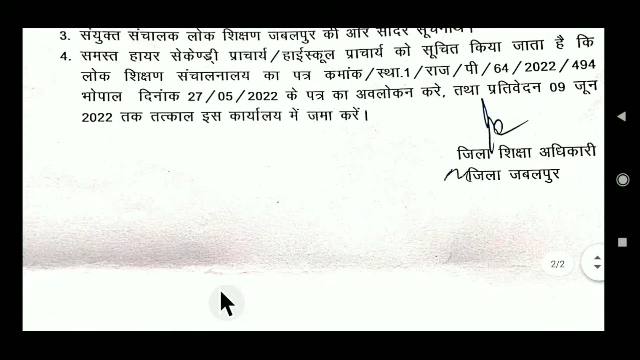 3. संयुक्त संचालक लोक शिक्षण जबलपुर की ओर सादर सूचनार्थ।
4. समस्त हायर सेकेण्ड्री प्राचार्य/हाईस्कूल प्राचार्य को सूचित किया जाता है कि
लोक शिक्षण संचालनालय का पत्र कमांक/स्था.1/राज/पी/64/2022/494
भोपाल दिनांक 27/05/2022 के पत्र का अवलोकन करे, तथा प्रतिवेदन 09 जून
2022 तक तत्काल इस कार्यालय में जमा करें।
जिला शिक्षा अधिकारी
जिला जबलपुर
2/2